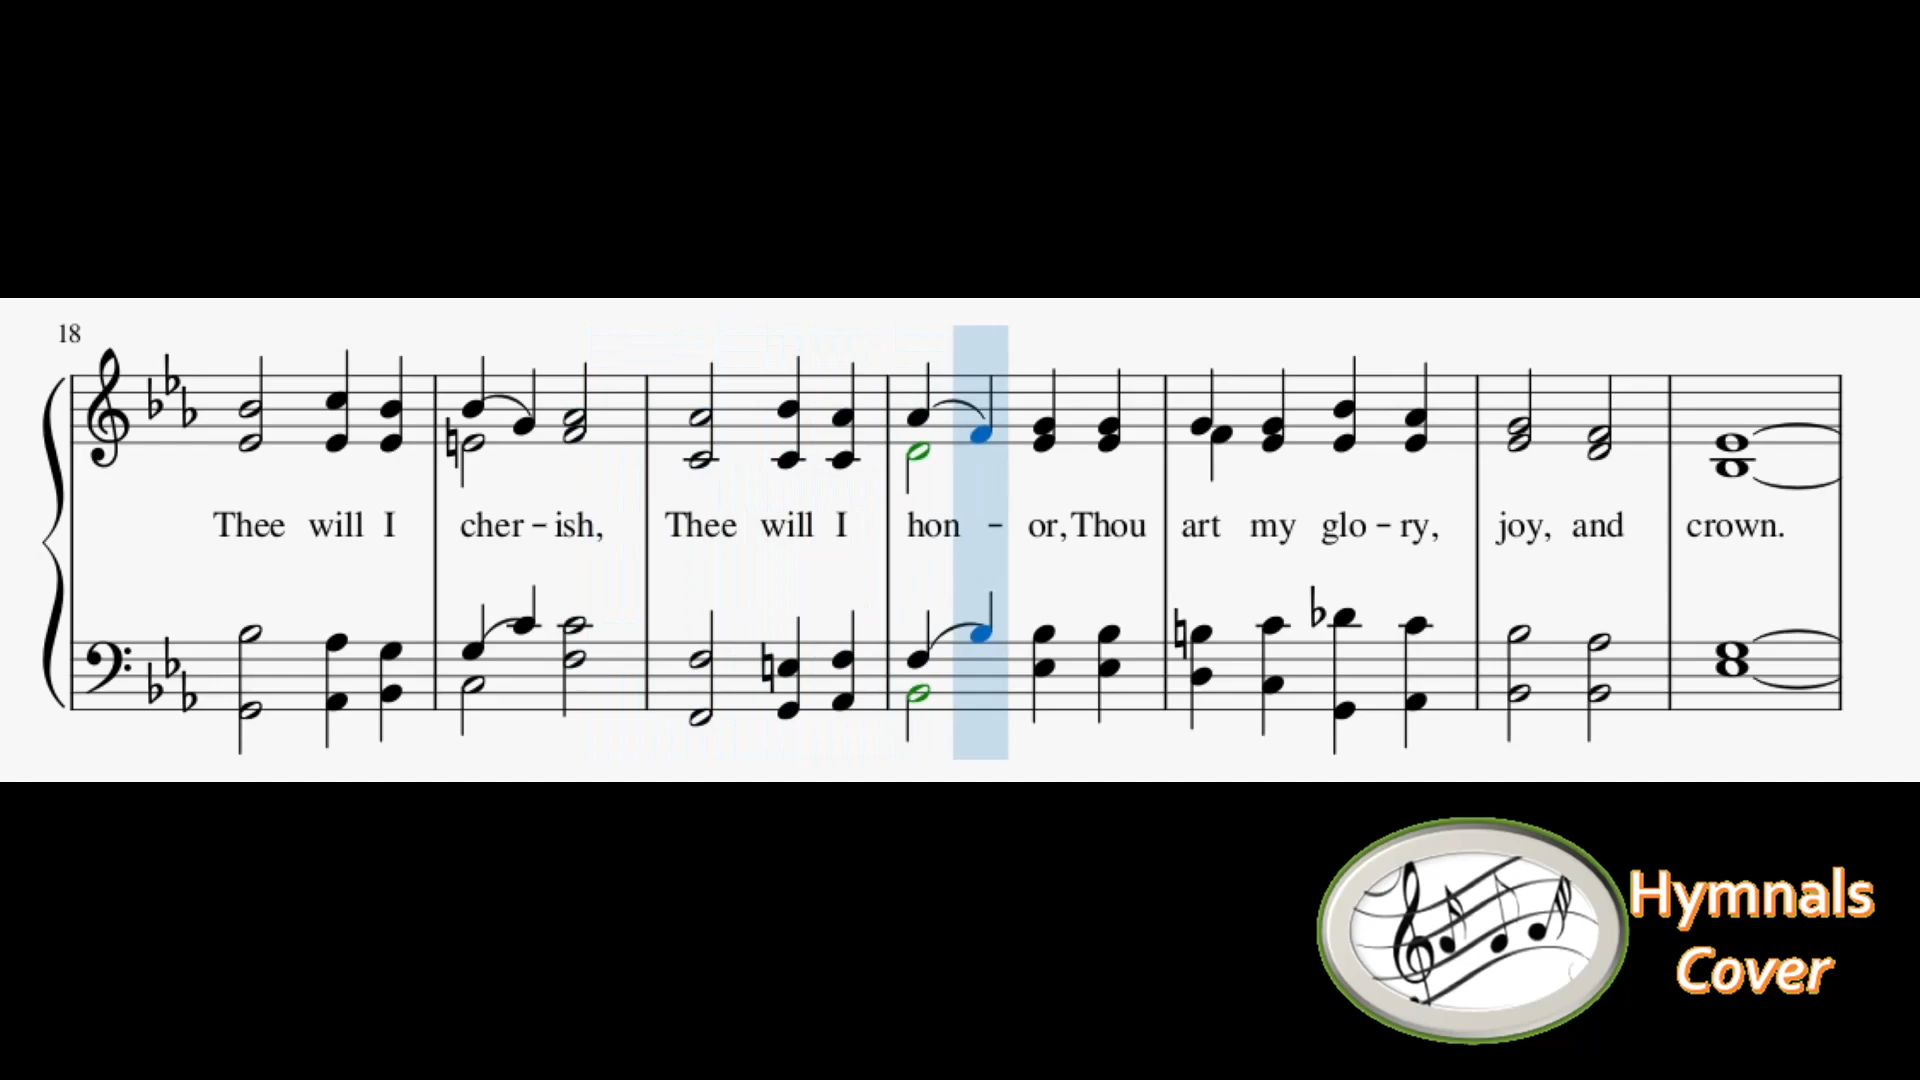 18
Thee will I cher - ish, Thee will I hon - or, Thou art my glo - ry, joy, and crown.
Hymnals
Cover